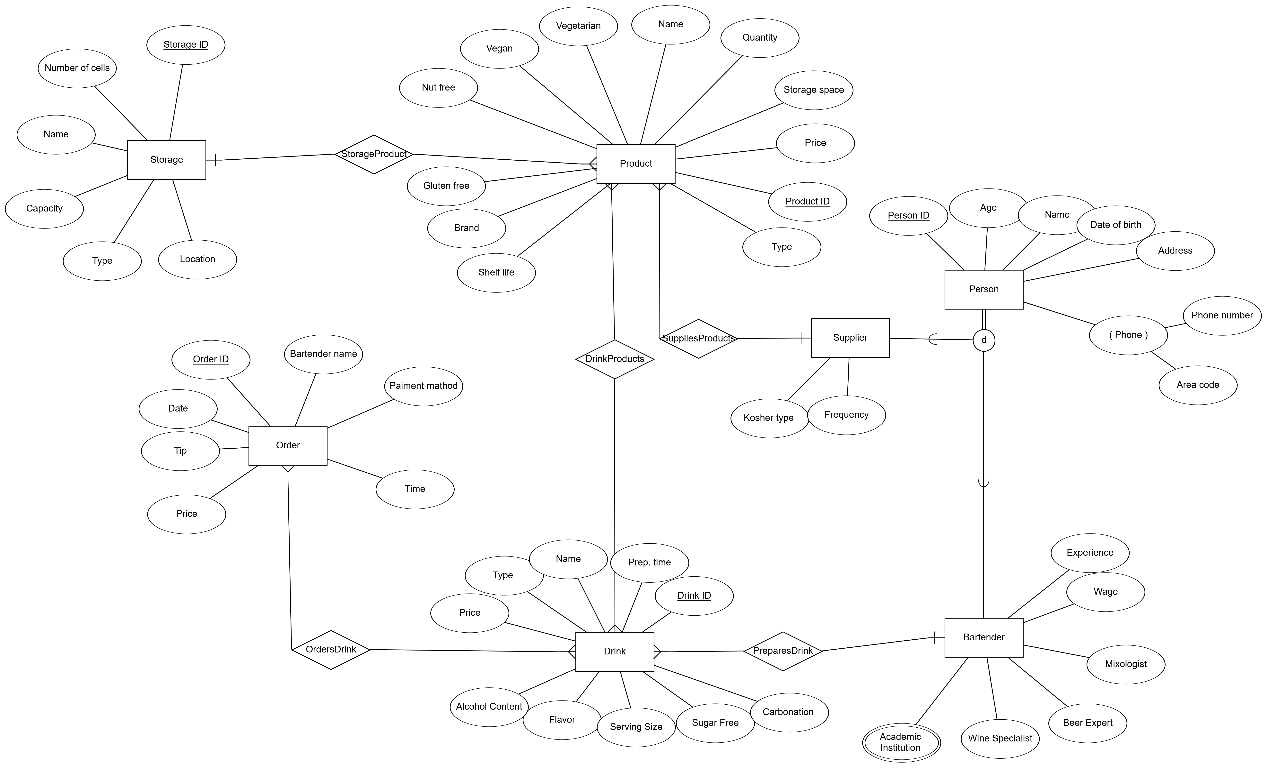 Storage ID
Number of cells
Name
Storage
Capacity
Type
Location
StorageProduct
Vegetarian
Name
Vegan
Quantity
Nut free
Storage space
Price
Product
Gluten free
Product ID
Brand
Type
Shelf life
Person ID
Age
Name
Date of birth
Address
Person
( Phone )
Phone number
Area code
d
Supplier
SuppliesProducts
Kosher type
Frequency
DrinkProducts
Order ID
Bartender name
Paiment mathod
Date
Tip
Order
Time
Price
OrdersDrink
Name
Prep. time
Type
Drink ID
Price
Drink
Alcohol Content
Flavor
Serving Size
Sugar Free
Carbonation
PreparesDrink
Experience
Wage
Bartender
Mixologist
Beer Expert
Wine Specialist
Academic
Institution